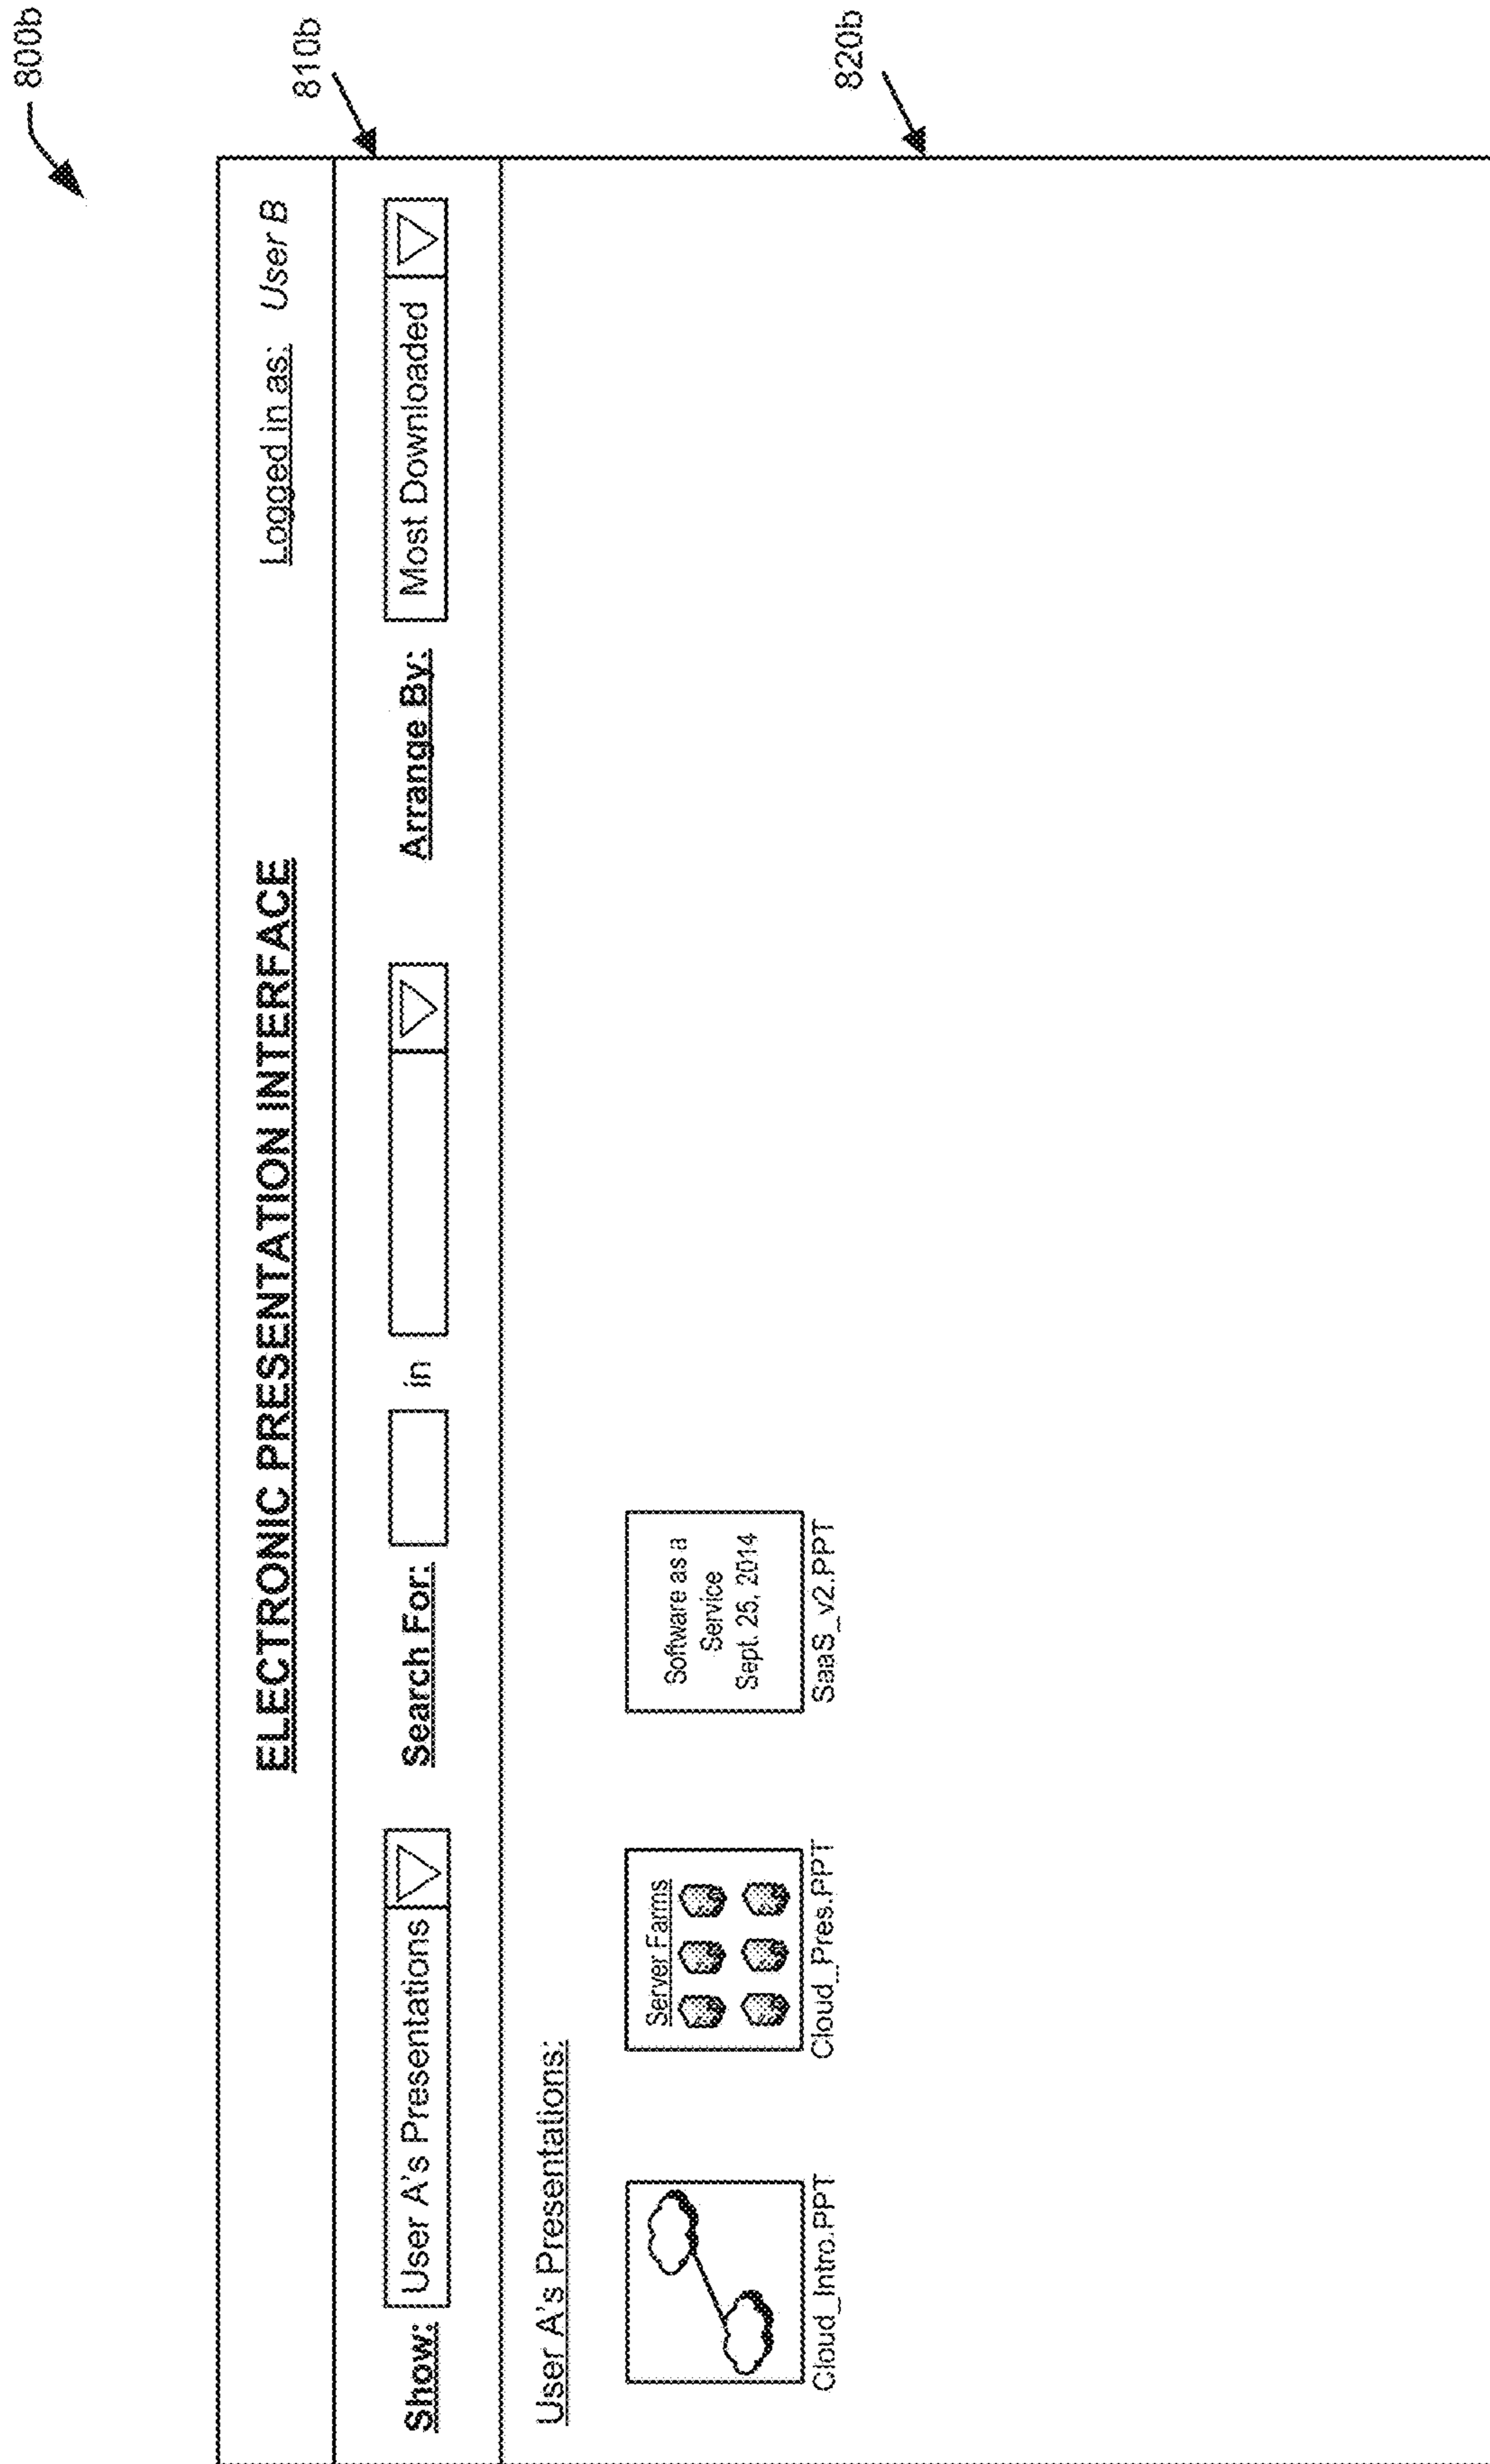 800b
ELECTRONIC PRESENTATION INTERFACE
Logged in as: User B
810b
Show: User A's Presentations Search For: in Arrange By: Most Downloaded
820b
User A's Presentations:
Server Farms
Software as a
Service
Sept. 25, 2014
Cloud_Intro.PPT Cloud_Pres.PPT SaaS_v2.PPT